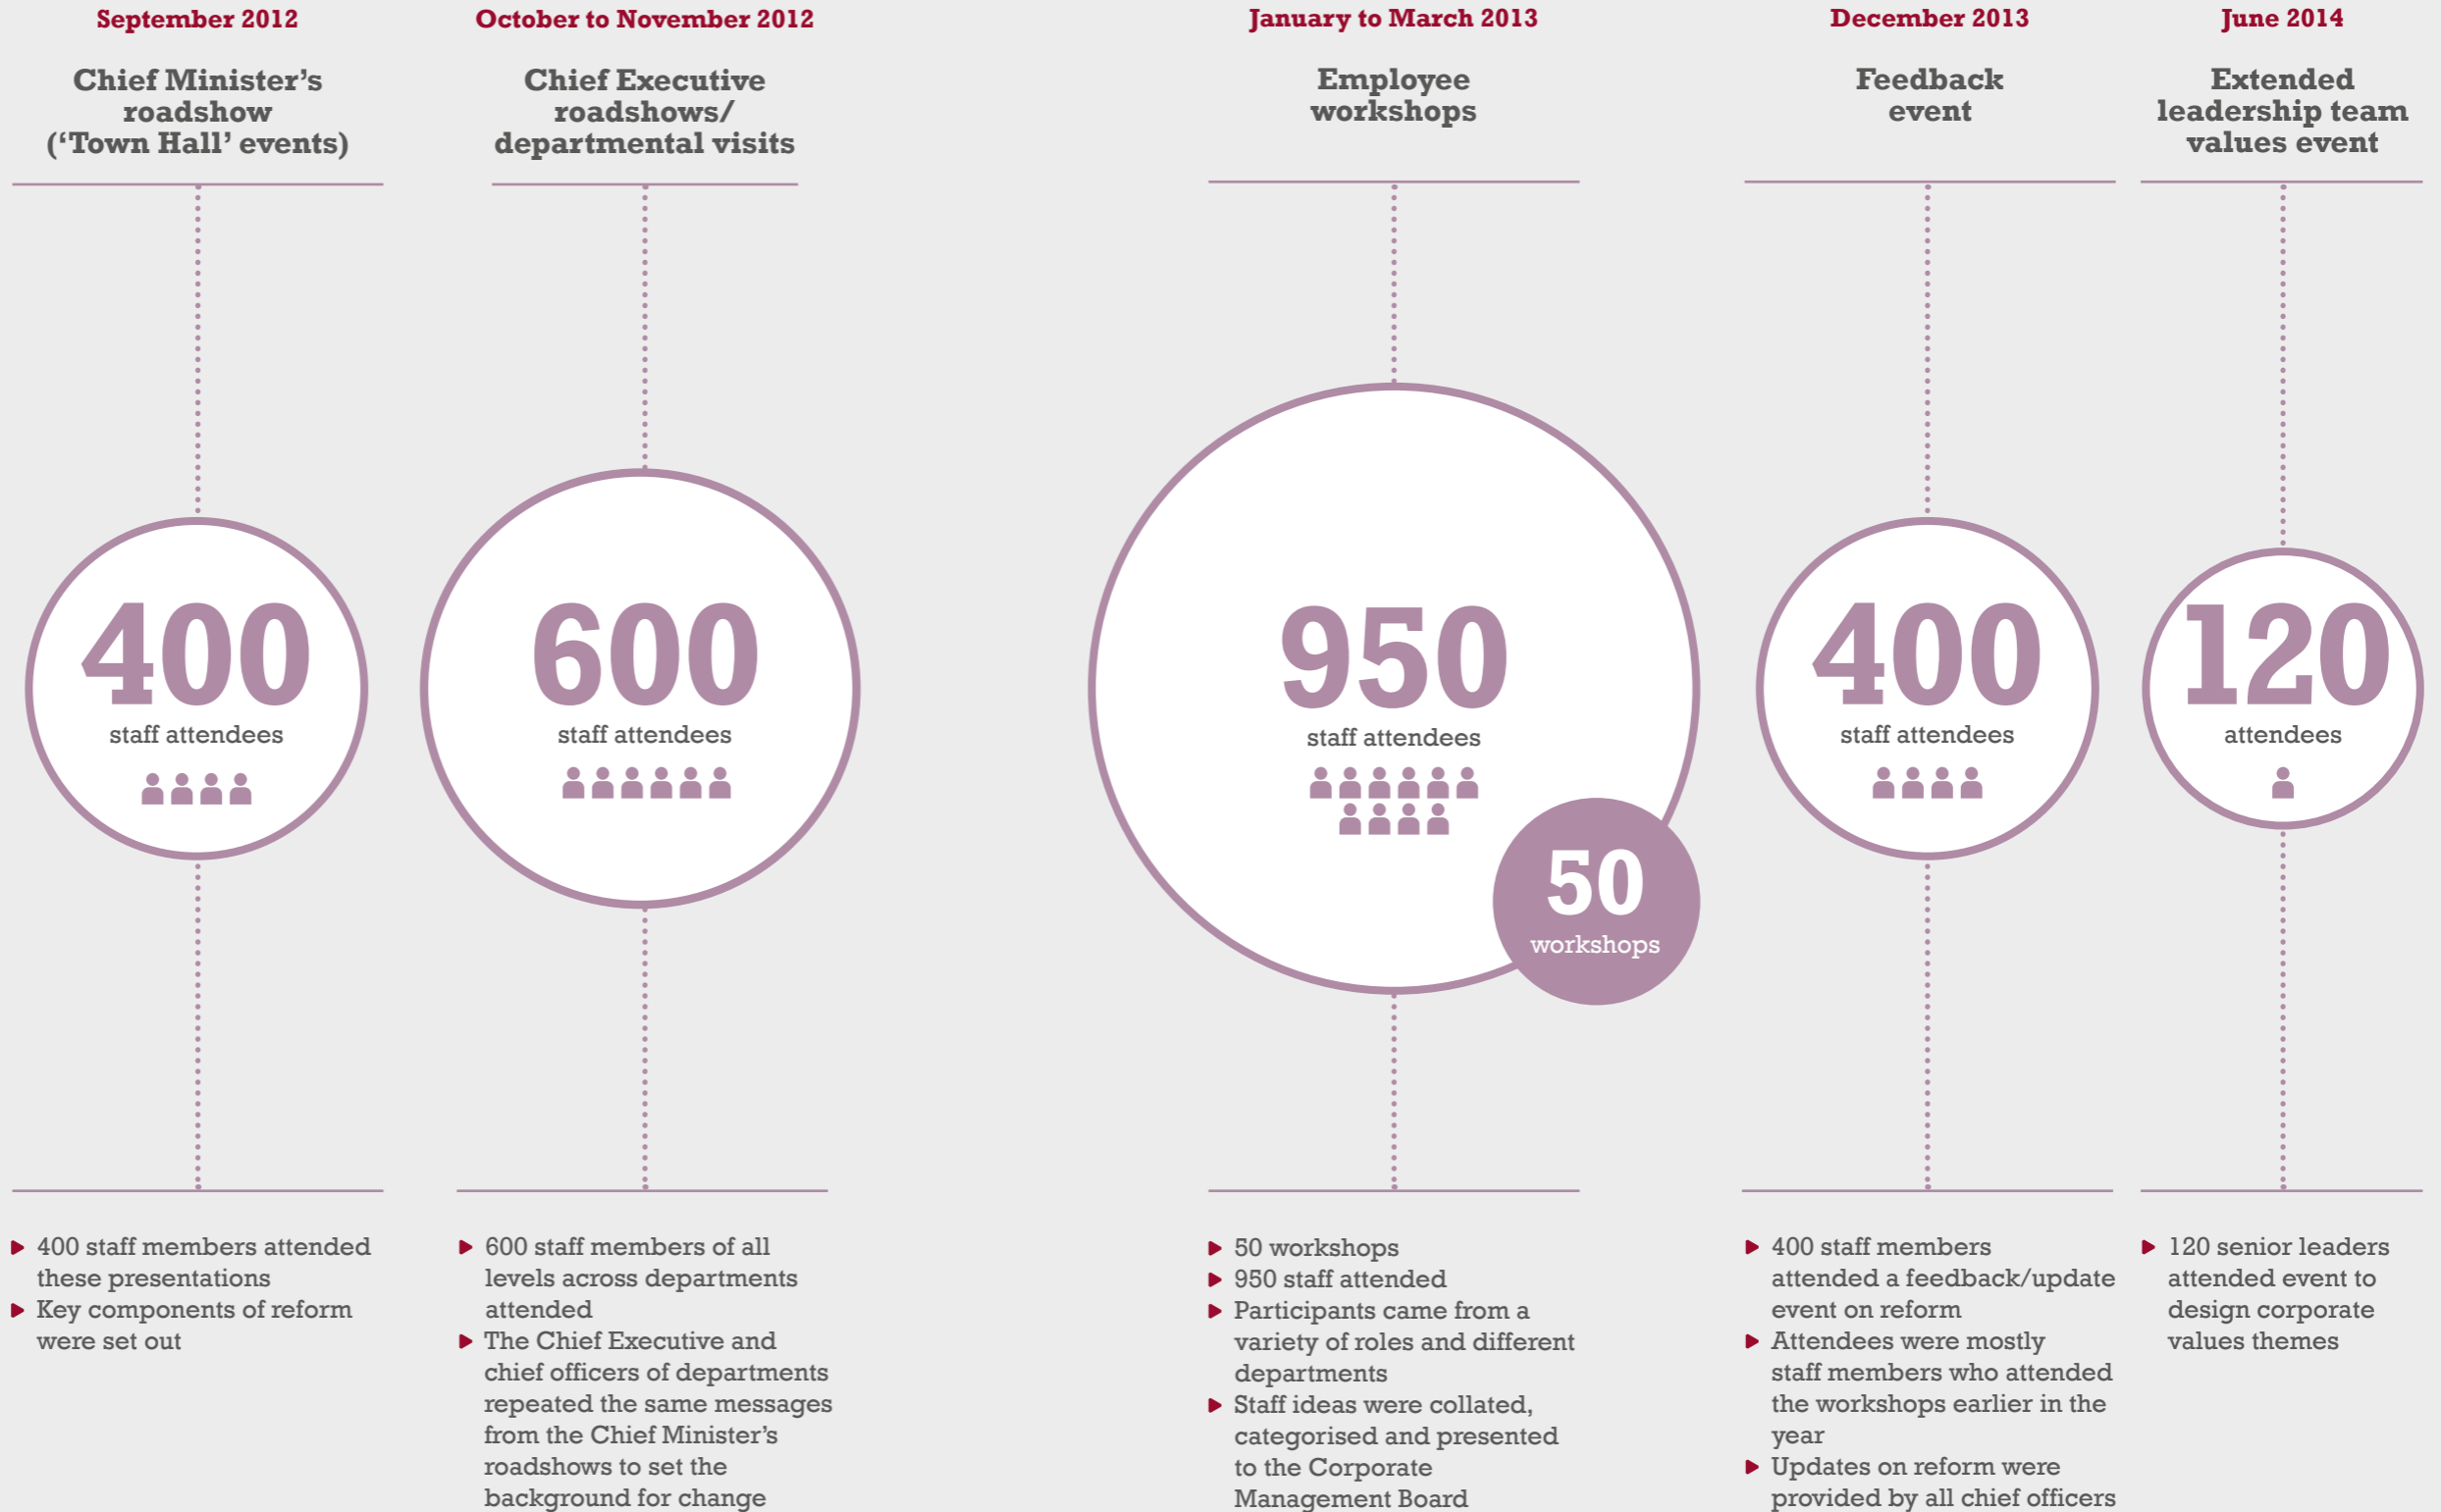 September 2012
Chief Minister’s
roadshow
(‘Town Hall’ events)
400
staff attendees
400 staff members attended
these presentations
Key components of reform
were set out
October to November 2012
Chief Executive
roadshows/
departmental visits
600
staff attendees
600 staff members of all
levels across departments
attended
The Chief Executive and
chief officers of departments
repeated the same messages
from the Chief Minister’s
roadshows to set the
background for change
January to March 2013
Employee
workshops
950
staff attendees
50
workshops
50 workshops
950 staff attended
Participants came from a
variety of roles and different
departments
Staff ideas were collated,
categorised and presented
to the Corporate
Management Board
December 2013
Feedback
event
400
staff attendees
400 staff members
attended a feedback/update
event on reform
Attendees were mostly
staff members who attended
the workshops earlier in the
year
Updates on reform were
provided by all chief officers
June 2014
Extended
leadership team
values event
120
attendees
120 senior leaders
attended event to
design corporate
values themes